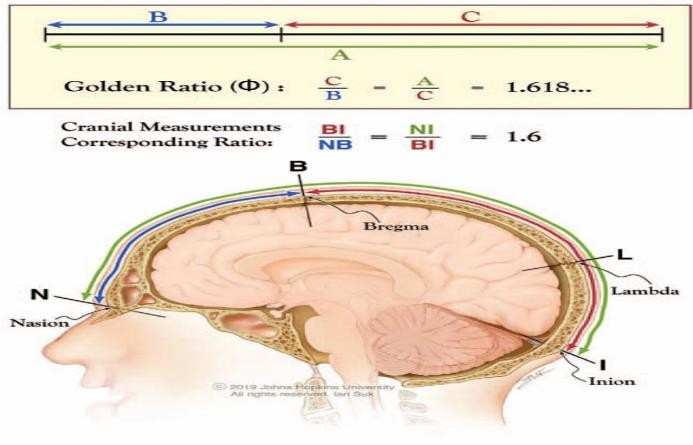 B C
A
Golden Ratio (Φ) : C/B = A/C = 1.618...
Cranial Measurements
Corresponding Ratio: BI/NB = NI/BI = 1.6
B
Bregma
L
Lambda
N
Nasion
I
Inion
© 2019 Johns Hopkins University
All rights reserved. Ian Suk